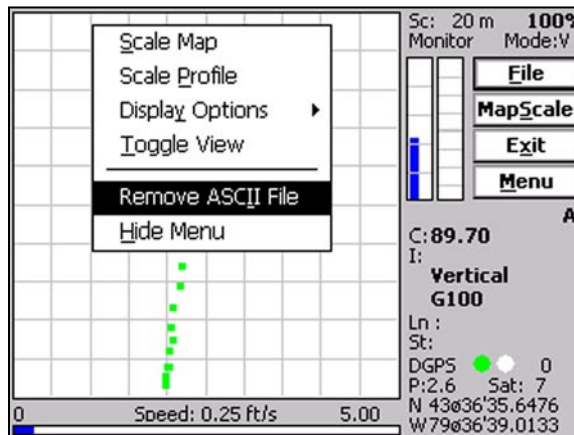 Scale Map
Scale Profile
Display Options
Toggle View
Remove ASCII File
Hide Menu
0 Speed: 0.25 ft/s 5.00
Sc: 20 m 100%
Monitor Mode:V
File
MapScale
Exit
Menu
A
C:89.70
I:
Vertical
G100
Ln :
St:
DGPS 0
P:2.6 Sat: 7
N 43ø36'35.6476
W79ø36'39.0133